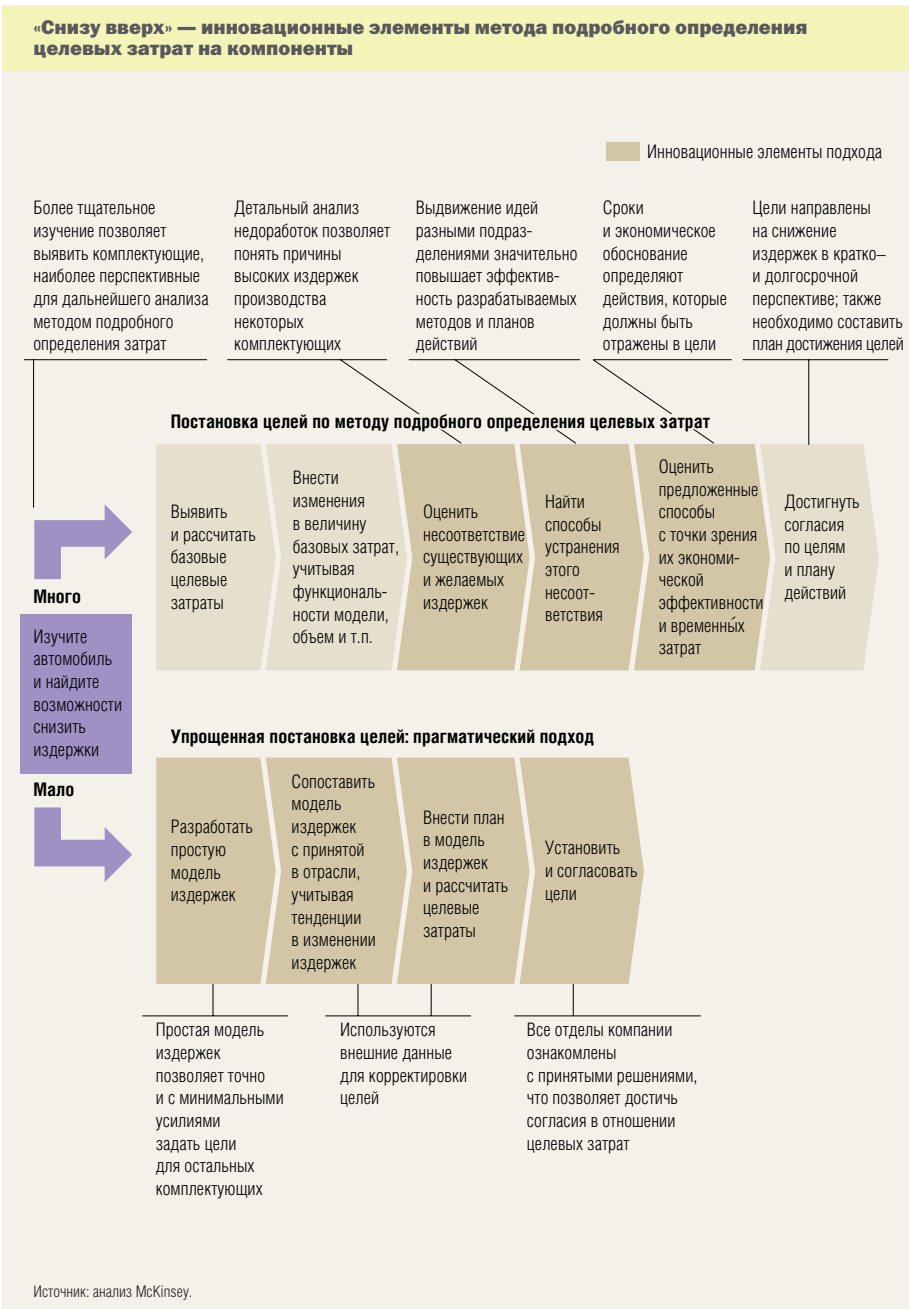 «Снизу вверх» — инновационные элементы метода подробного определения
целевых затрат на компоненты
Инновационные элементы подхода
Более тщательное
изучение позволяет
выявить комплектующие,
наиболее перспективные
для дальнейшего анализа
методом подробного
определения затрат
Детальный анализ
недоработок позволяет
понять причины
высоких издержек
производства
некоторых
комплектующих
Выдвижение идей
разными подраз-
делениями значительно
повышает эффектив-
ность разрабатываемых
методов и планов
действий
Сроки
и экономическое
обоснование
определяют
действия, которые
должны быть
отражены в цели
Цели направлены
на снижение
издержек в кратко–
и долгосрочной
перспективе; также
необходимо составить
план достижения целей
Постановка целей по методу подробного определения целевых затрат
Выявить
и рассчитать
базовые
целевые
затраты
Внести
изменения
в величину
базовых затрат,
учитывая
функциональ-
ности модели,
объем и т.п.
Оценить
несоответствие
существующих
и желаемых
издержек
Найти
способы
устранения
этого
несоот-
ветствия
Оценить
предложенные
способы
с точки зрения
их экономи-
ческой
эффективности
и временны́х
затрат
Достигнуть
согласия
по целям
и плану
действий
Много
Изучите
автомобиль
и найдите
возможности
снизить
издержки
Мало
Упрощенная постановка целей: прагматический подход
Разработать
простую
модель
издержек
Сопоставить
модель
издержек
с принятой
в отрасли,
учитывая
тенденции
в изменении
издержек
Внести план
в модель
издержек
и рассчитать
целевые
затраты
Установить
и согласовать
цели
Простая модель
издержек
позволяет точно
и с минимальными
усилиями
задать цели
для остальных
комплектующих
Используются
внешние данные
для корректировки
целей
Все отделы компании
ознакомлены
с принятыми решениями,
что позволяет достичь
согласия в отношении
целевых затрат
Источник: анализ McKinsey.